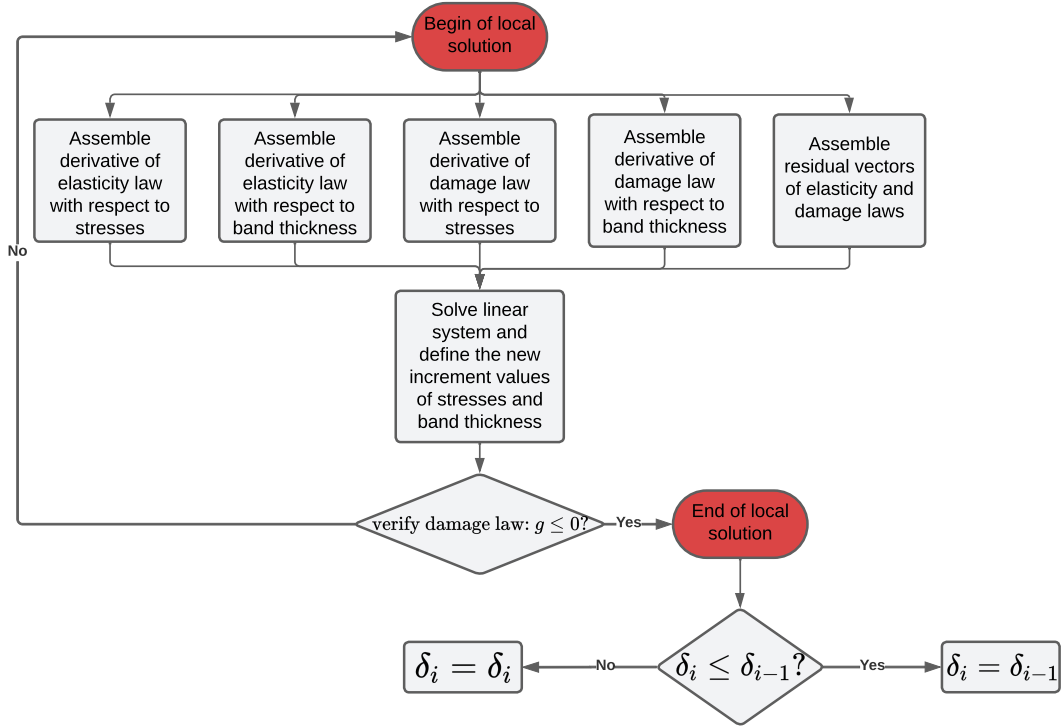 Begin of local
solution
Assemble
derivative of
elasticity law
with respect to
stresses
Assemble
derivative of
elasticity law
with respect to
band thickness
Assemble
derivative of
damage law
with respect to
stresses
Assemble
derivative of
damage law
with respect to
band thickness
Assemble
residual vectors
of elasticity and
damage laws
No
Solve linear
system and
define the new
increment values
of stresses and
band thickness
verify damage law: g ≤ 0?
Yes
End of local
solution
δᵢ = δᵢ
No
δᵢ ≤ δᵢ₋₁?
Yes
δᵢ = δᵢ₋₁